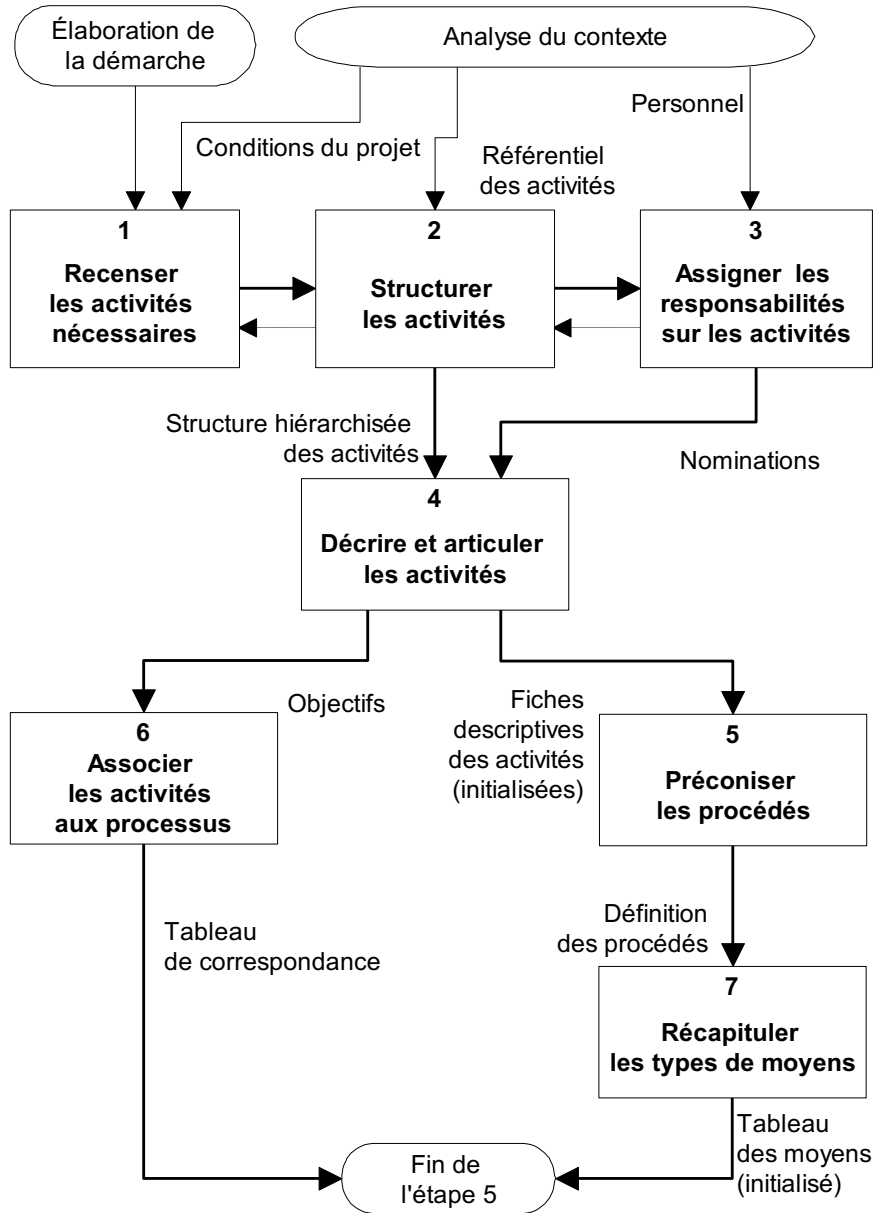 Élaboration de
la démarche
Analyse du contexte
Personnel
Conditions du projet
Référentiel
des activités
1
Recenser
les activités
nécessaires
2
Structurer
les activités
3
Assigner les
responsabilités
sur les activités
Structure hiérarchisée
des activités
Nominations
4
Décrire et articuler
les activités
Objectifs
Fiches
descriptives
des activités
(initialisées)
6
Associer
les activités
aux processus
5
Préconiser
les procédés
Tableau
de correspondance
Définition
des procédés
7
Récapituler
les types de moyens
Tableau
des moyens
(initialisé)
Fin de
l'étape 5